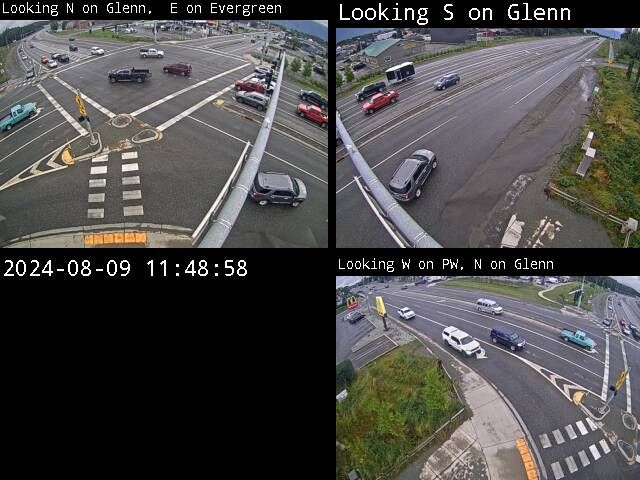 Looking N on Glenn, E on Evergreen
Looking S on Glenn
2024-08-09 11:48:58
Looking W on PW, N on Glenn